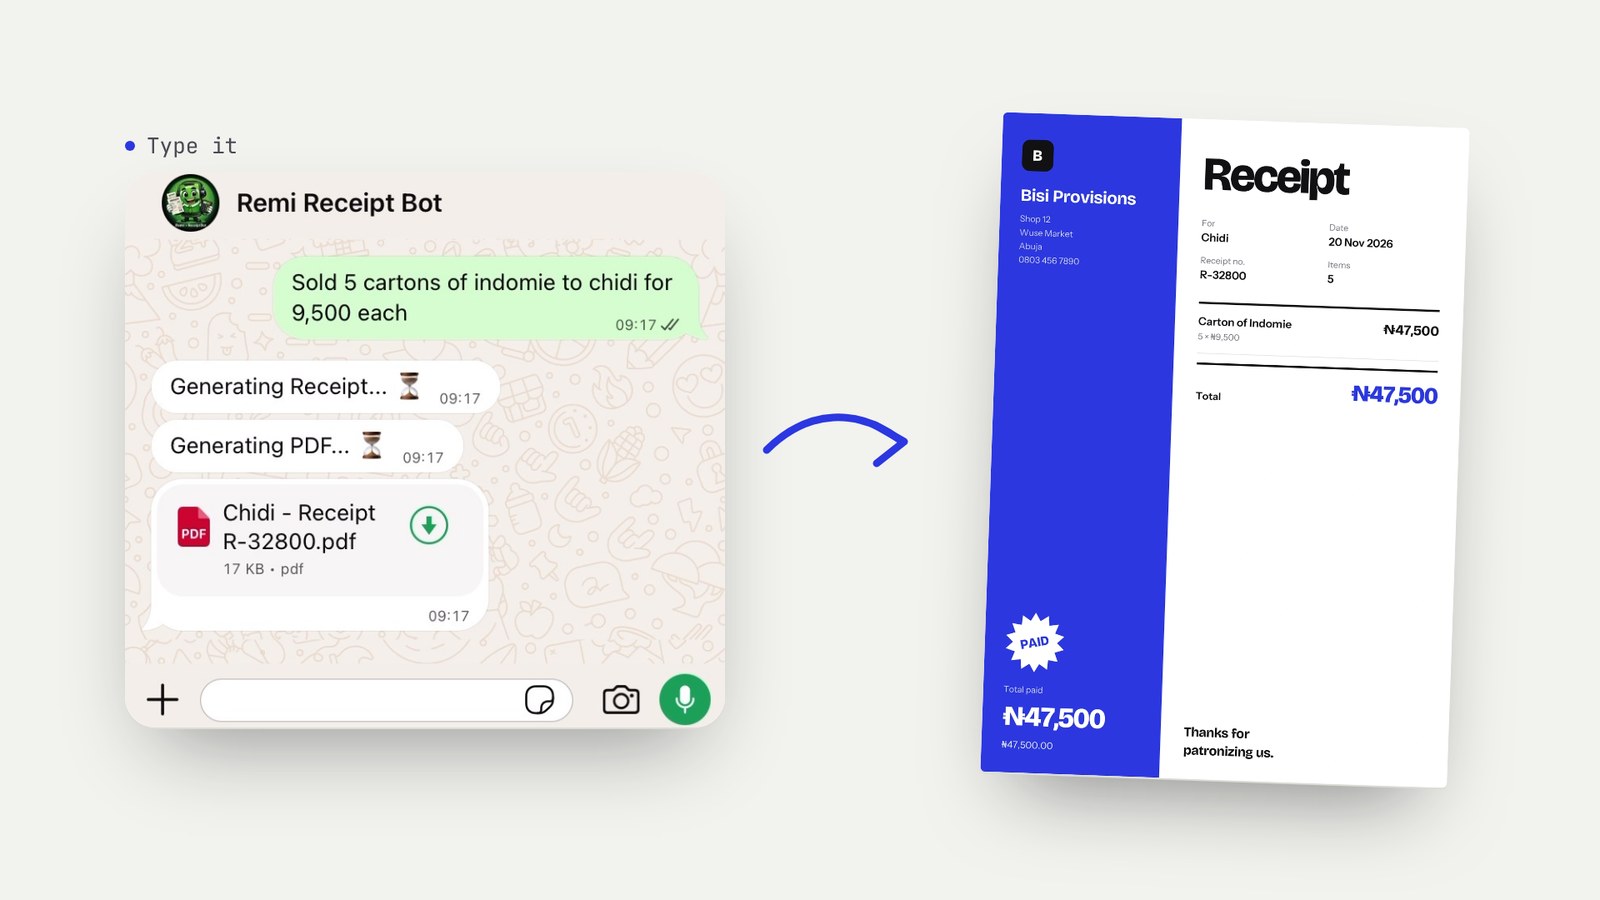 Type it
Remi Receipt Bot
Sold 5 cartons of indomie to chidi for
9,500 each
09:17
Generating Receipt...
09:17
Generating PDF...
09:17
PDF
Chidi - Receipt
R-32800.pdf
17 KB • pdf
09:17
B
Bisi Provisions
Shop 12
Wuse Market
Abuja
0803 456 7890
PAID
Total paid
₦47,500
₦47,500.00
Receipt
For
Chidi
Date
20 Nov 2026
Receipt no.
R-32800
Items
5
Carton of Indomie
₦47,500
5 × ₦9,500
Total
₦47,500
Thanks for
patronizing us.